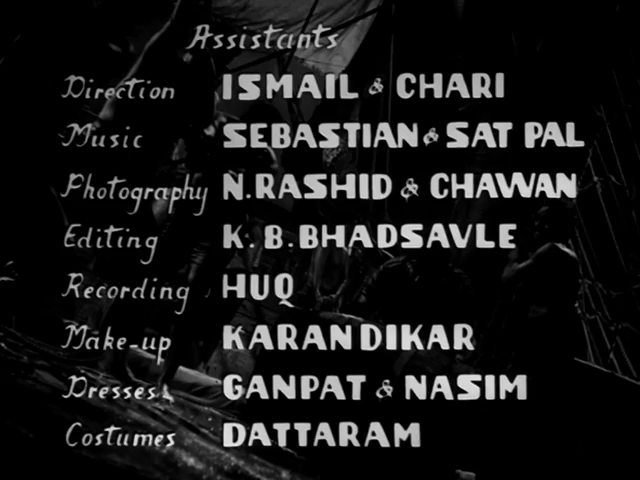 Assistants
Direction ISMAIL & CHARI
Music SEBASTIAN & SAT PAL
Photography N. RASHID & CHAWAN
Editing K. B. BHADSAVLE
Recording HUQ
Make-up KARANDIKAR
Dresses GANPAT & NASIM
Costumes DATTARAM